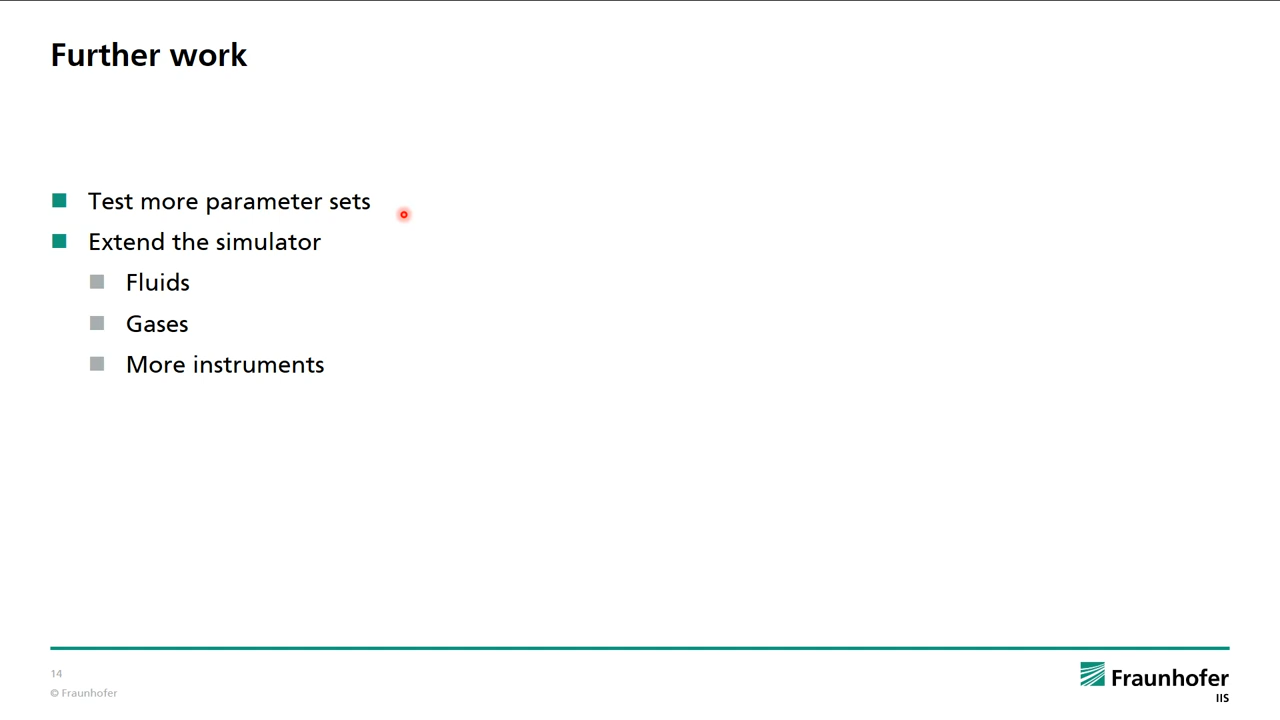 Further work
Test more parameter sets
Extend the simulator
Fluids
Gases
More instruments
14
© Fraunhofer
Fraunhofer
IIS